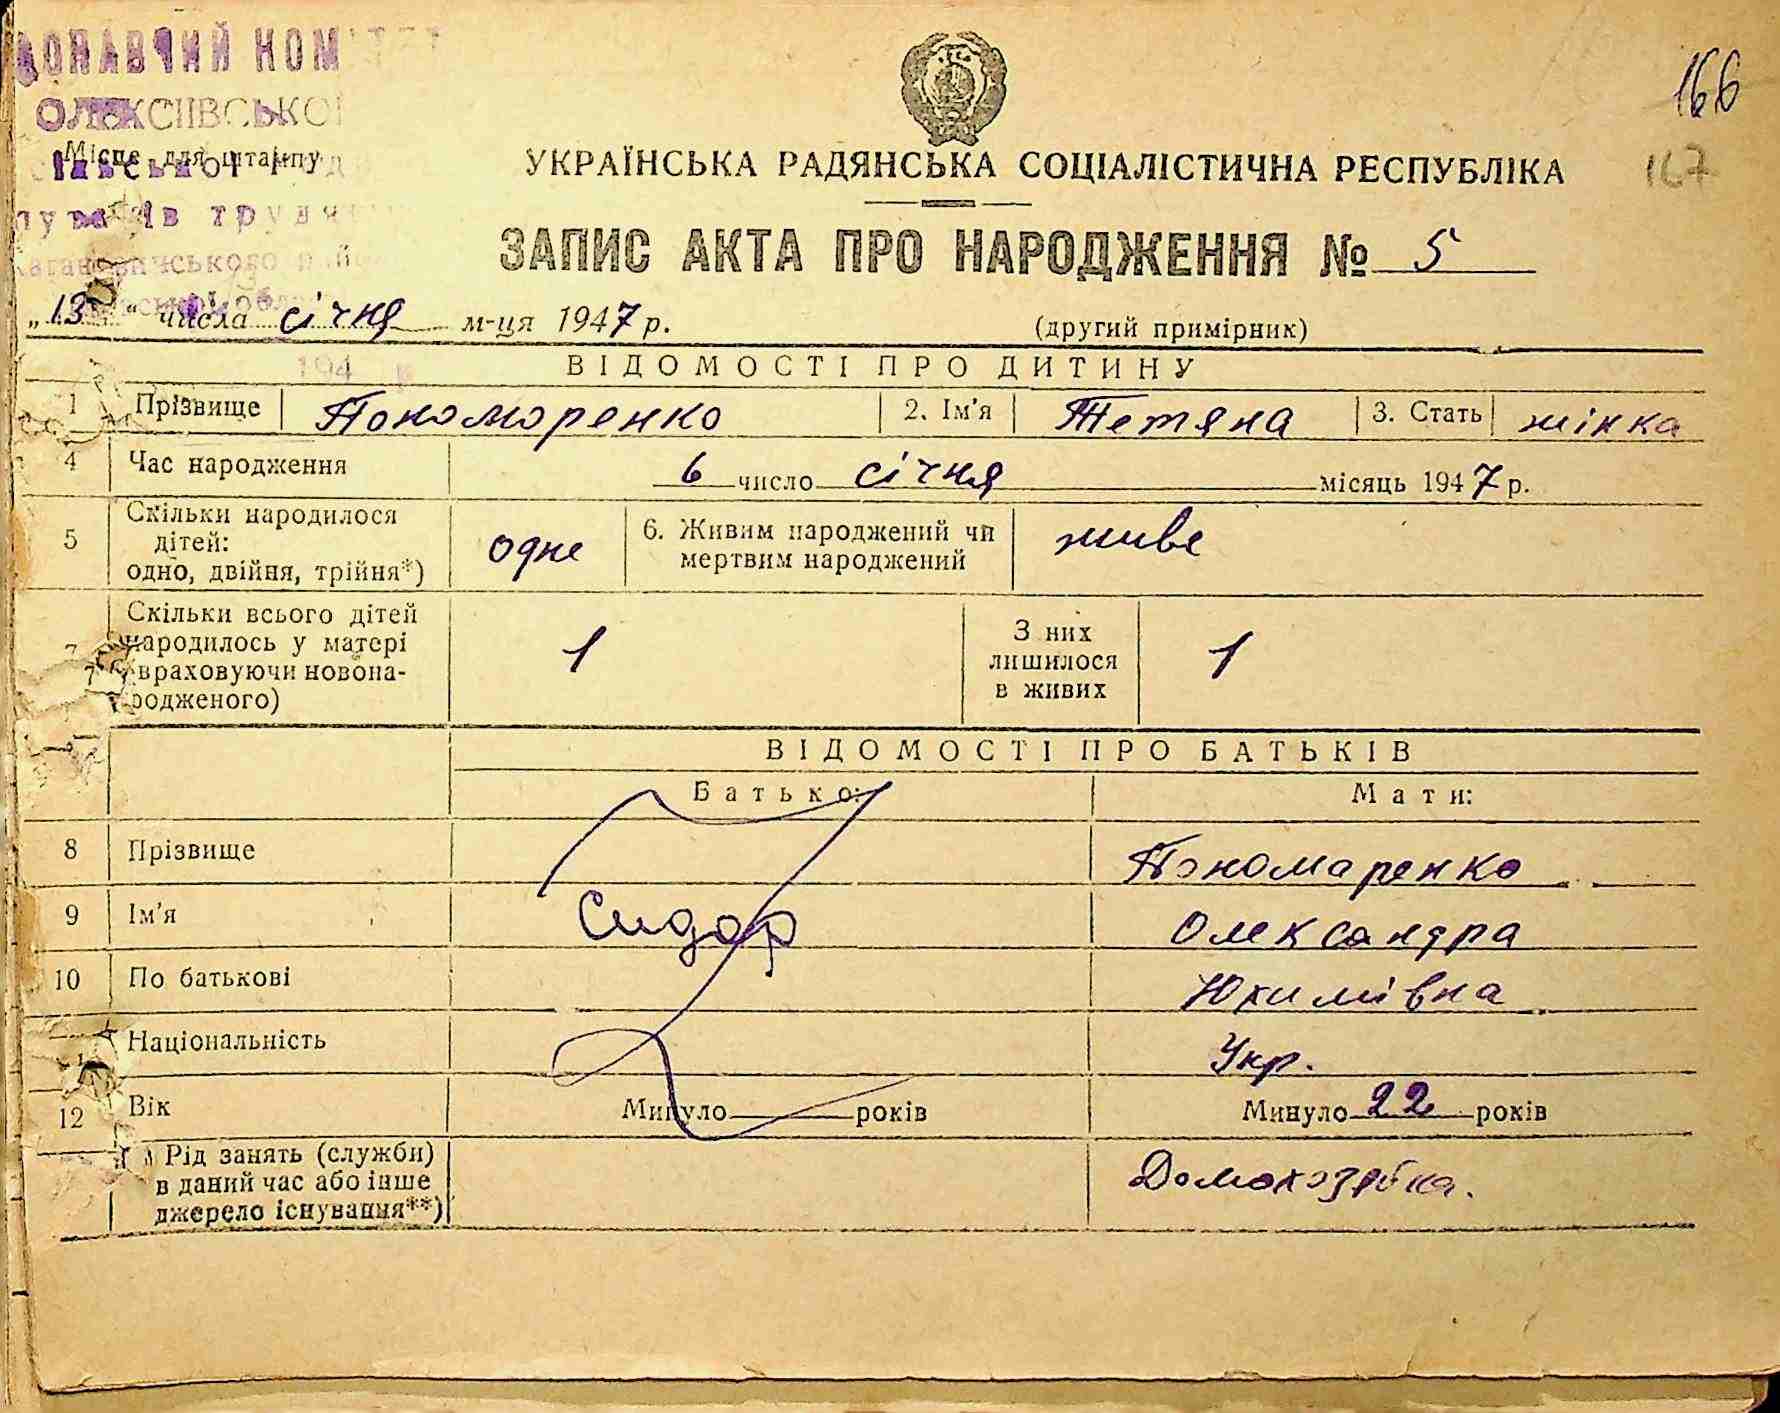 166
ОЛЕКСІЇВСЬКОЇ
Місце для штампу
УКРАЇНСЬКА РАДЯНСЬКА СОЦІАЛІСТИЧНА РЕСПУБЛІКА
167
ЗАПИС АКТА ПРО НАРОДЖЕННЯ № 5
„13“ числа січня м-ця 1947 р.
(другий примірник)
194 р
ВІДОМОСТІ ПРО ДИТИНУ
1 Прізвище Пономоренко 2. Ім'я Тетяна 3. Стать жінка
4 Час народження 6 число січня місяць 1947 р.
5 Скільки народилося дітей: одно, двійня, трійня*) одне 6. Живим народжений чи мертвим народжений живе
7 Скільки всього дітей народилось у матері (враховуючи новонародженого) 1 З них лишилося в живих 1
ВІДОМОСТІ ПРО БАТЬКІВ
Батько: Мати:
8 Прізвище Пономаренко
9 Ім'я Сидор Олександра
10 По батькові Юхимівна
Національність Укр.
12 Вік Минуло років Минуло 22 років
Рід занять (служби) в даний час або інше джерело існування**) Домохозяйка.